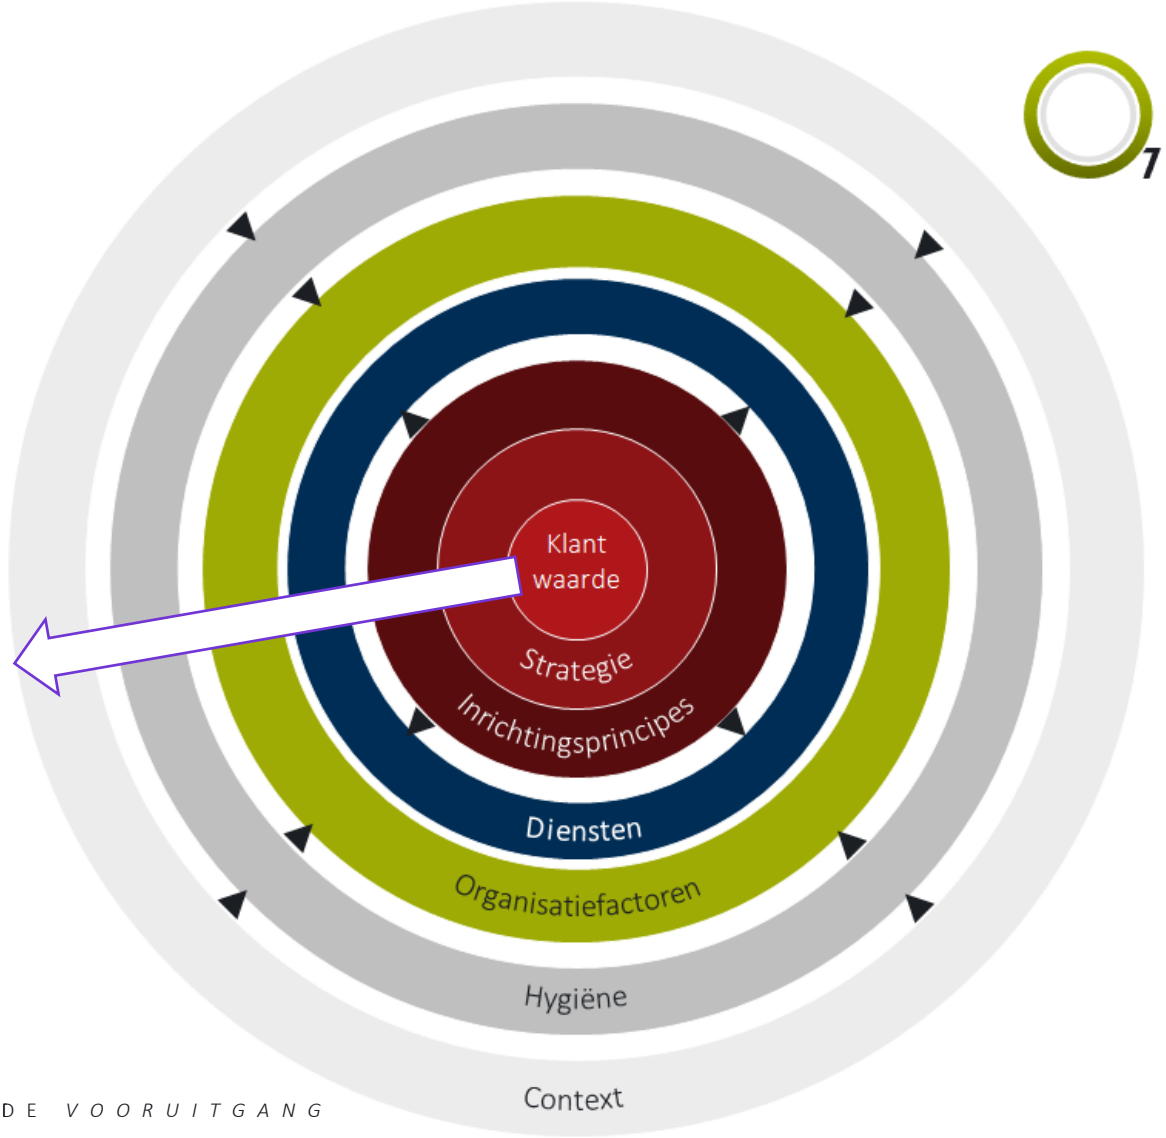 7
Klant
waarde
Strategie
Inrichtingsprincipes
Diensten
Organisatiefactoren
Hygiëne
Context
DE VOORUITGANG